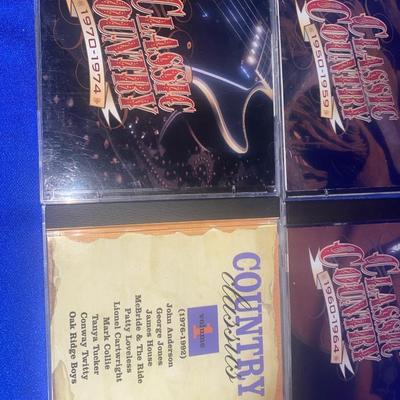 CLASSIC
COUNTRY
1970-1974
CLASSIC
COUNTRY
1950-1959
COUNTRY
classics
volume
1
(1976-1992)
John Anderson
George Jones
James House
McBride & The Ride
Patty Loveless
Lionel Cartwright
Mark Collie
Tanya Tucker
Conway Twitty
Oak Ridge Boys
CLASSIC
COUNTRY
1960-1964